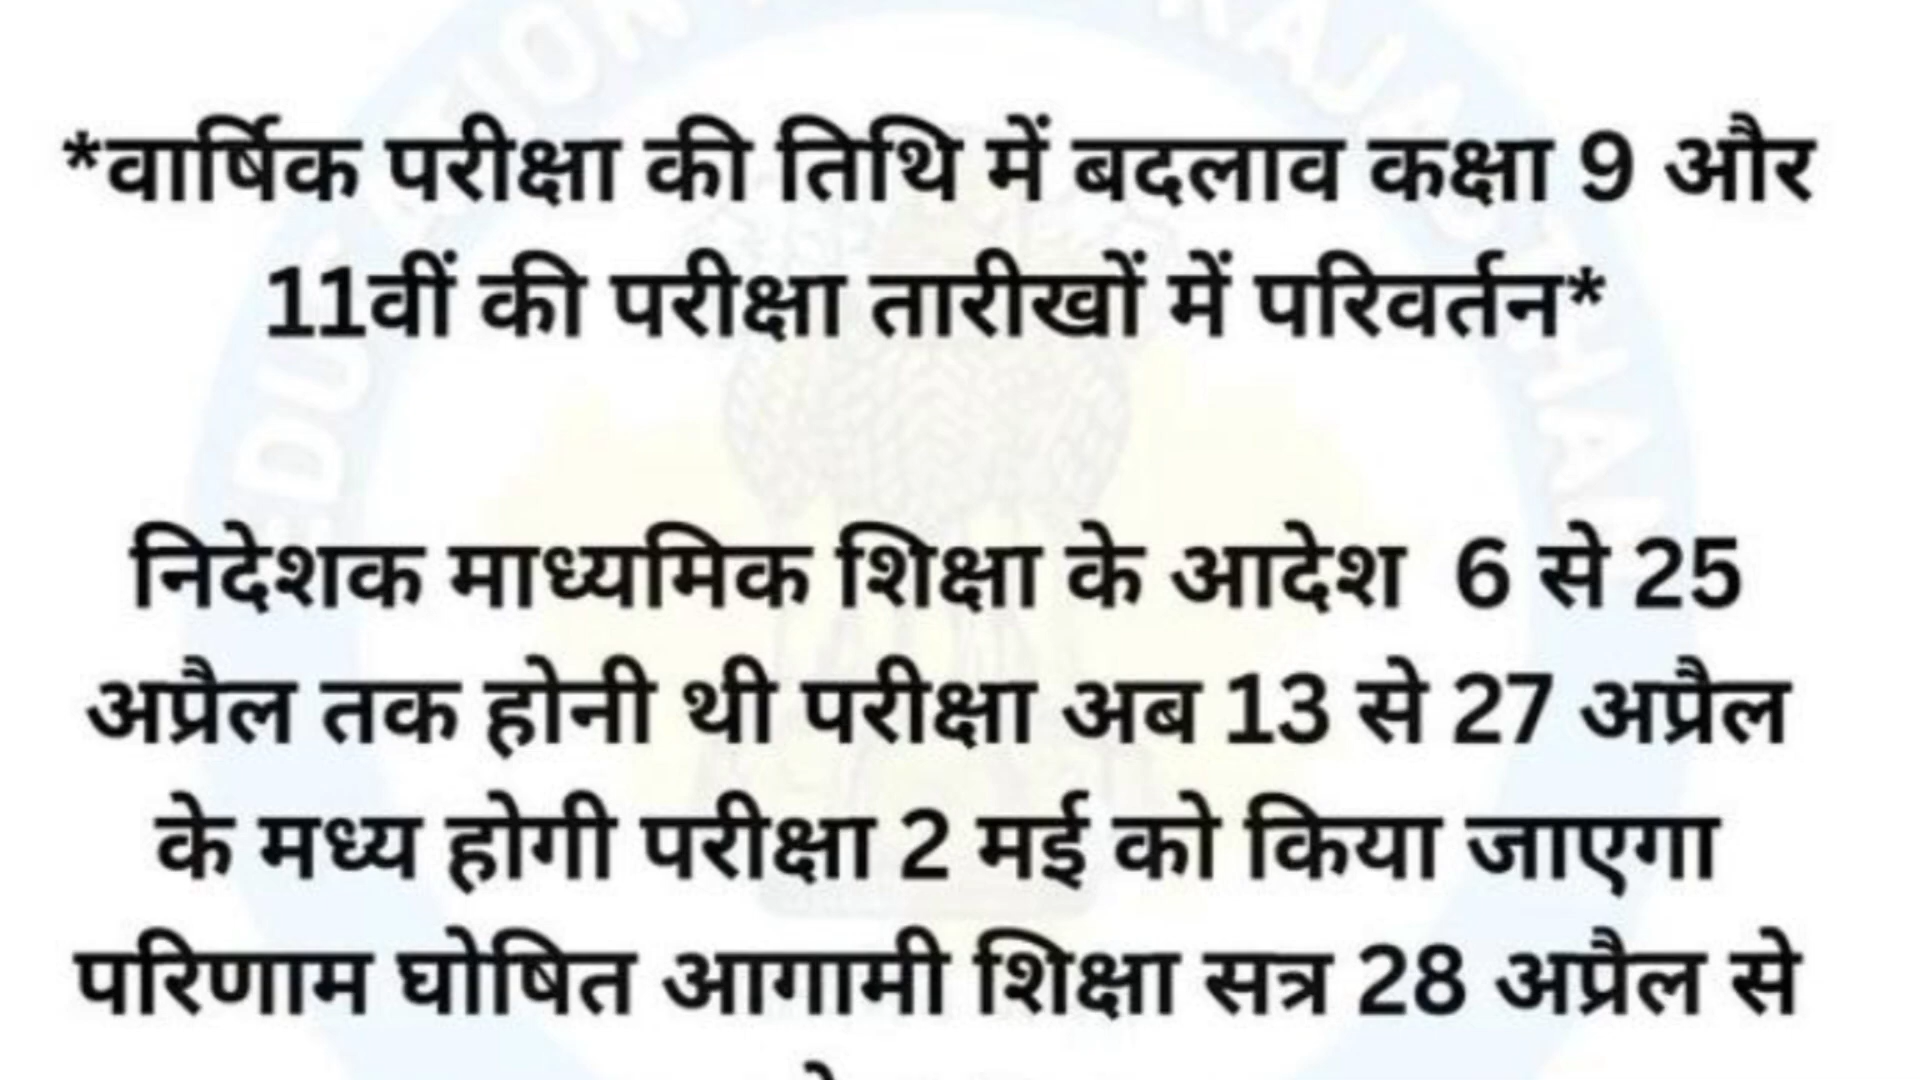 *वार्षिक परीक्षा की तिथि में बदलाव कक्षा 9 और
11वीं की परीक्षा तारीखों में परिवर्तन*
निदेशक माध्यमिक शिक्षा के आदेश 6 से 25
अप्रैल तक होनी थी परीक्षा अब 13 से 27 अप्रैल
के मध्य होगी परीक्षा 2 मई को किया जाएगा
परिणाम घोषित आगामी शिक्षा सत्र 28 अप्रैल से